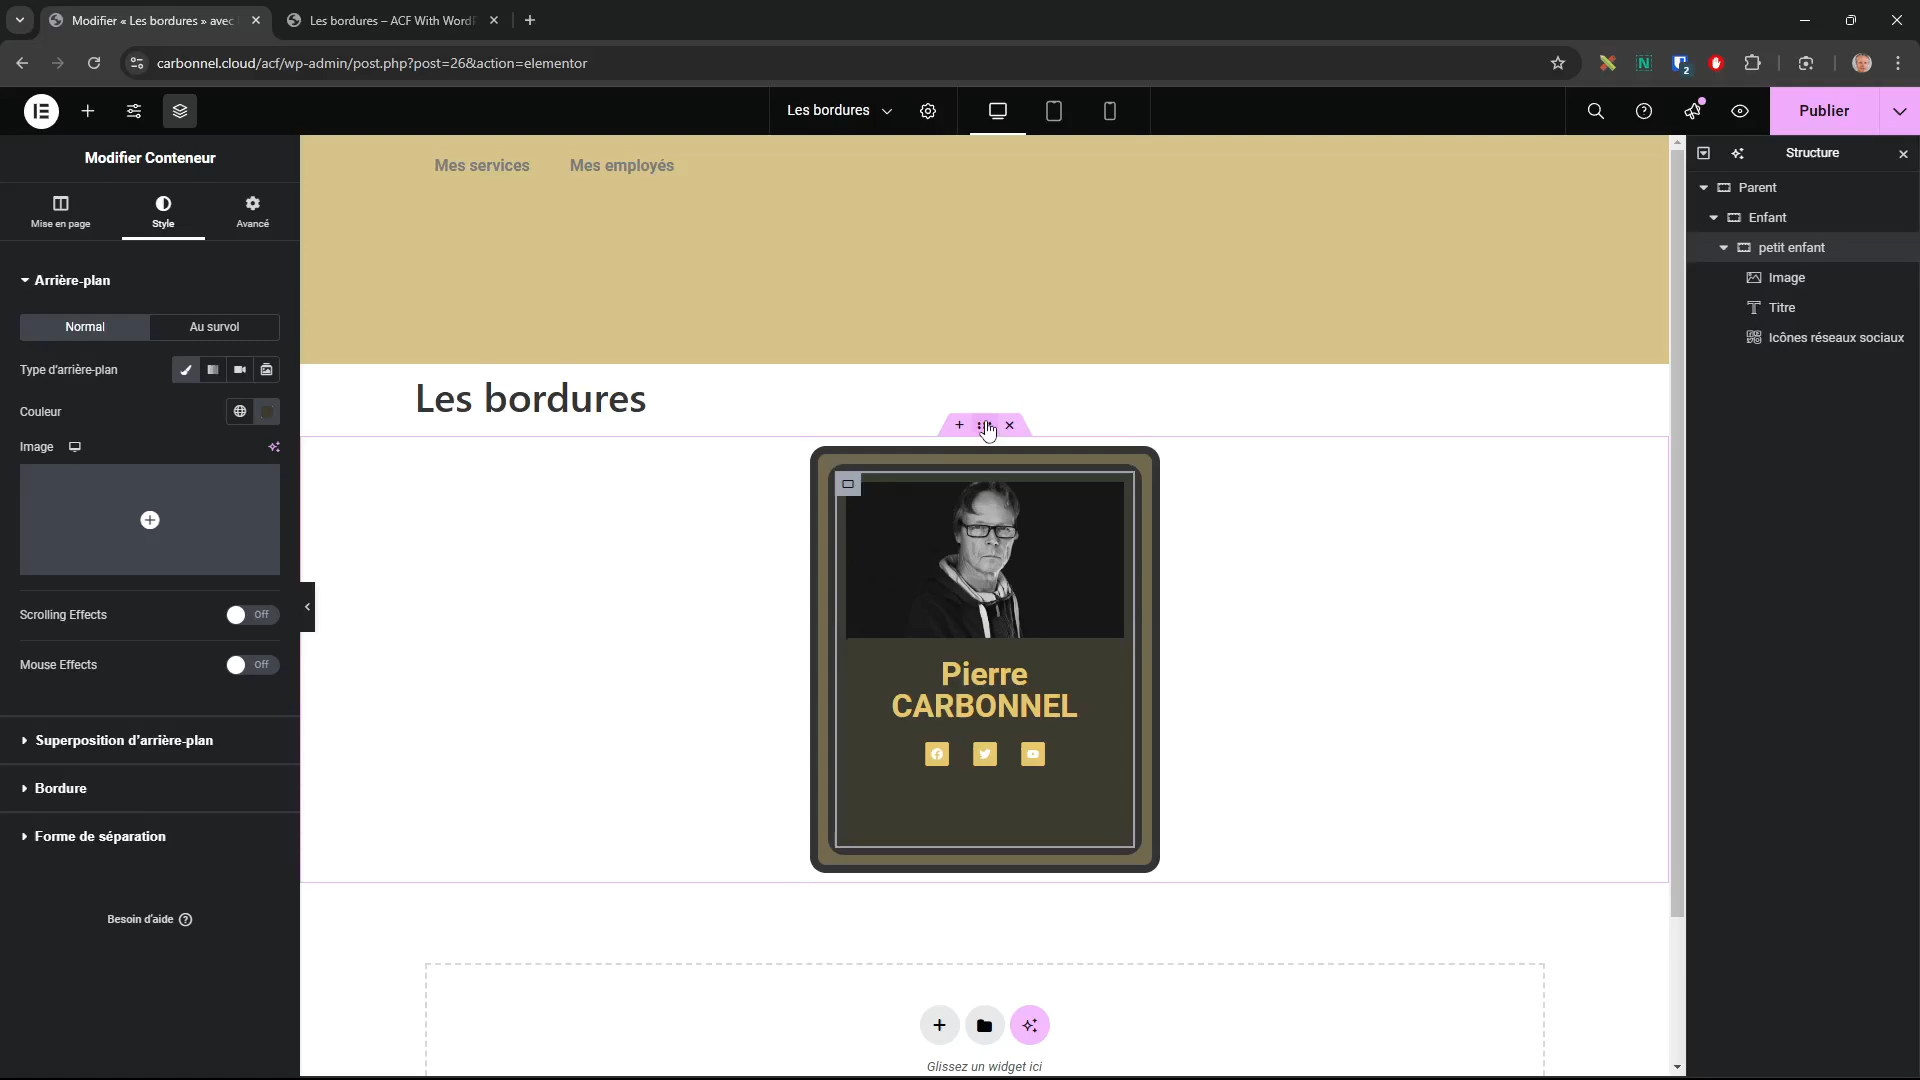 Modifier « Les bordures » avec
Les bordures – ACF With WordP
carbonnel.cloud/acf/wp-admin/post.php?post=26&action=elementor
2
Les bordures
Publier
Modifier Conteneur
Mise en page
Style
Avancé
Arrière-plan
Normal
Au survol
Type d'arrière-plan
Couleur
Image
Scrolling Effects
Off
Mouse Effects
Off
Superposition d'arrière-plan
Bordure
Forme de séparation
Besoin d'aide
Mes services
Mes employés
Les bordures
Pierre
CARBONNEL
Glissez un widget ici
Structure
Parent
Enfant
petit enfant
Image
Titre
Icônes réseaux sociaux